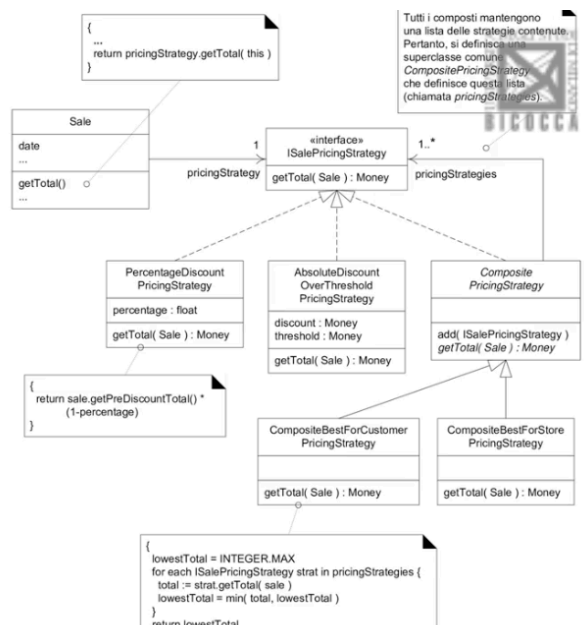 {
...
return pricingStrategy.getTotal( this )
}
Tutti i composti mantengono
una lista delle strategie contenute.
Pertanto, si definisca una
superclasse comune
CompositePricingStrategy
che definisce questa lista
(chiamata pricingStrategies).
BICOCCA
Sale
date
...
getTotal()
...
1
pricingStrategy
«interface»
ISalePricingStrategy
getTotal( Sale ) : Money
1..*
pricingStrategies
PercentageDiscount
PricingStrategy
percentage : float
getTotal( Sale ) : Money
AbsoluteDiscount
OverThreshold
PricingStrategy
discount : Money
threshold : Money
getTotal( Sale ) : Money
Composite
PricingStrategy
add( ISalePricingStrategy )
getTotal( Sale ) : Money
{
return sale.getPreDiscountTotal() *
(1-percentage)
}
CompositeBestForCustomer
PricingStrategy
getTotal( Sale ) : Money
CompositeBestForStore
PricingStrategy
getTotal( Sale ) : Money
{
lowestTotal = INTEGER.MAX
for each ISalePricingStrategy strat in pricingStrategies {
total := strat.getTotal( sale )
lowestTotal = min( total, lowestTotal )
}
return lowestTotal